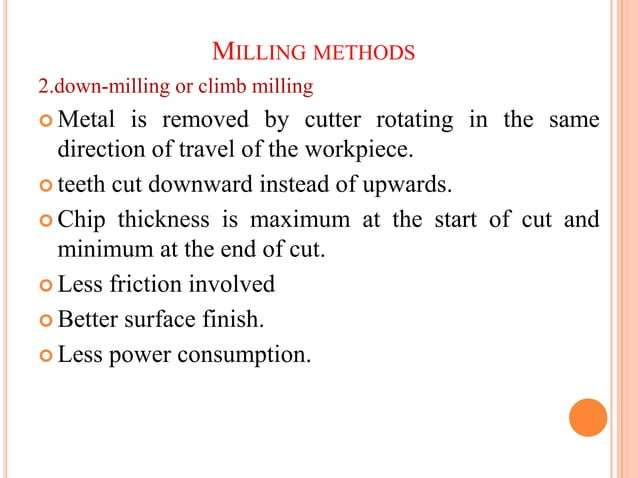 MILLING METHODS
2.down-milling or climb milling
Metal is removed by cutter rotating in the same
direction of travel of the workpiece.
teeth cut downward instead of upwards.
Chip thickness is maximum at the start of cut and
minimum at the end of cut.
Less friction involved
Better surface finish.
Less power consumption.